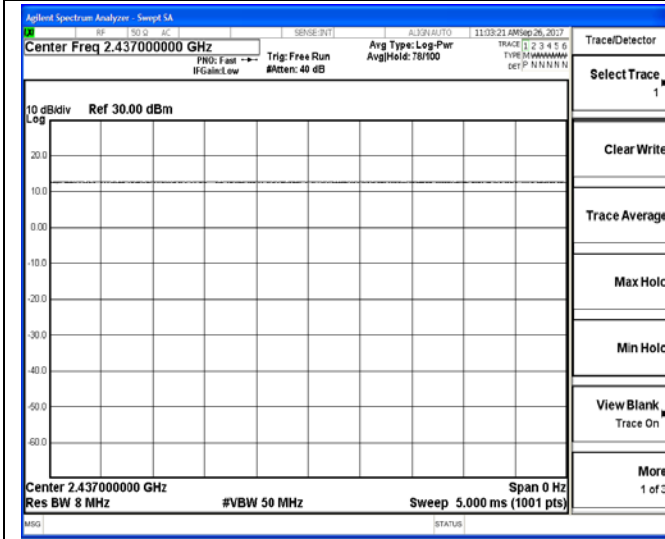 Agilent Spectrum Analyzer - Swept SA
LXI RF 50 Ω AC SENSE:INT ALIGN AUTO 11:03:21 AM Sep 26, 2017
Center Freq 2.437000000 GHz
PNO: Fast
IFGain:Low
Trig: Free Run
#Atten: 40 dB
Avg Type: Log-Pwr
Avg|Hold: 78/100
TRACE 1 2 3 4 5 6
TYPE MWWWWW
DET P N N N N N
10 dB/div Ref 30.00 dBm
Log
20.0
10.0
0.00
-10.0
-20.0
-30.0
-40.0
-50.0
-60.0
Center 2.437000000 GHz Span 0 Hz
Res BW 8 MHz #VBW 50 MHz Sweep 5.000 ms (1001 pts)
MSG STATUS
Trace/Detector
Select Trace
1
Clear Write
Trace Average
Max Hold
Min Hold
View Blank
Trace On
More
1 of 3